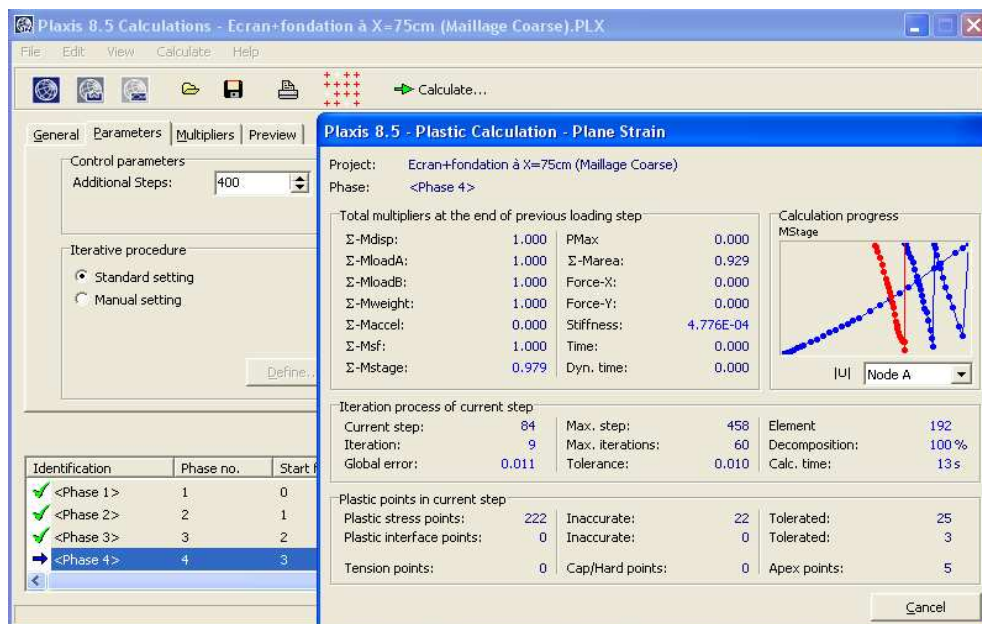 Plaxis 8.5 Calculations - Ecran+fondation à X=75cm (Maillage Coarse).PLX
File Edit View Calculate Help
Calculate...
General Parameters Multipliers Preview
Control parameters
Additional Steps: 400
Iterative procedure
Standard setting
Manual setting
Define...
Identification Phase no. Start f
<Phase 1> 1 0
<Phase 2> 2 1
<Phase 3> 3 2
<Phase 4> 4 3
Plaxis 8.5 - Plastic Calculation - Plane Strain
Project: Ecran+fondation à X=75cm (Maillage Coarse)
Phase: <Phase 4>
Total multipliers at the end of previous loading step
Σ-Mdisp: 1.000 PMax 0.000
Σ-MloadA: 1.000 Σ-Marea: 0.929
Σ-MloadB: 1.000 Force-X: 0.000
Σ-Mweight: 1.000 Force-Y: 0.000
Σ-Maccel: 0.000 Stiffness: 4.776E-04
Σ-Msf: 1.000 Time: 0.000
Σ-Mstage: 0.979 Dyn. time: 0.000
Calculation progress
MStage
|U| Node A
Iteration process of current step
Current step: 84 Max. step: 458 Element 192
Iteration: 9 Max. iterations: 60 Decomposition: 100 %
Global error: 0.011 Tolerance: 0.010 Calc. time: 13 s
Plastic points in current step
Plastic stress points: 222 Inaccurate: 22 Tolerated: 25
Plastic interface points: 0 Inaccurate: 0 Tolerated: 3
Tension points: 0 Cap/Hard points: 0 Apex points: 5
Cancel